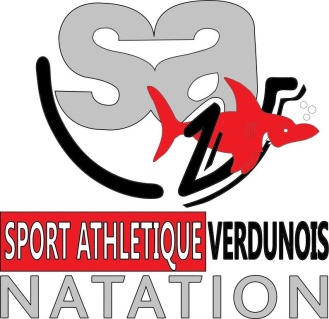 sa
SPORT ATHLETIQUE VERDUNOIS
NATATION